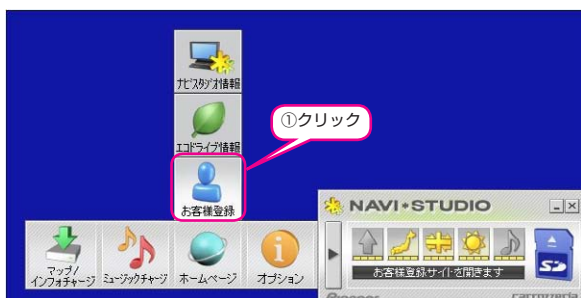 ナビスタジオ情報
エコドライブ情報
①クリック
お客様登録
NAVI*STUDIO
マップ/
インフォチャージ
ミュージックチャージ
ホームページ
オプション
お客様登録サイトを開きます
SD
Pioneer
carrozzeria